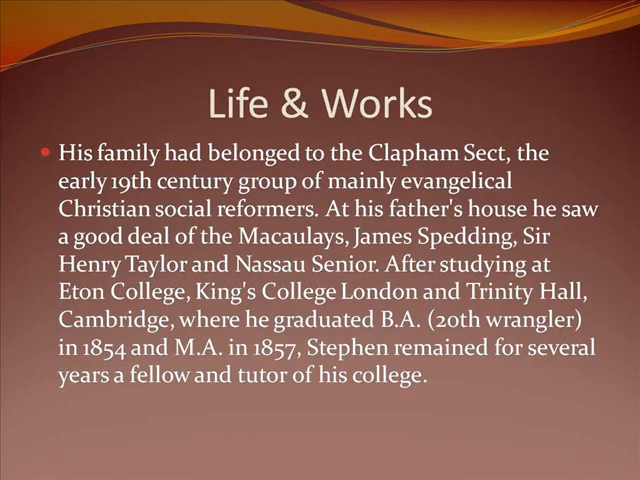 Life & Works
His family had belonged to the Clapham Sect, the
early 19th century group of mainly evangelical
Christian social reformers. At his father's house he saw
a good deal of the Macaulays, James Spedding, Sir
Henry Taylor and Nassau Senior. After studying at
Eton College, King's College London and Trinity Hall,
Cambridge, where he graduated B.A. (20th wrangler)
in 1854 and M.A. in 1857, Stephen remained for several
years a fellow and tutor of his college.